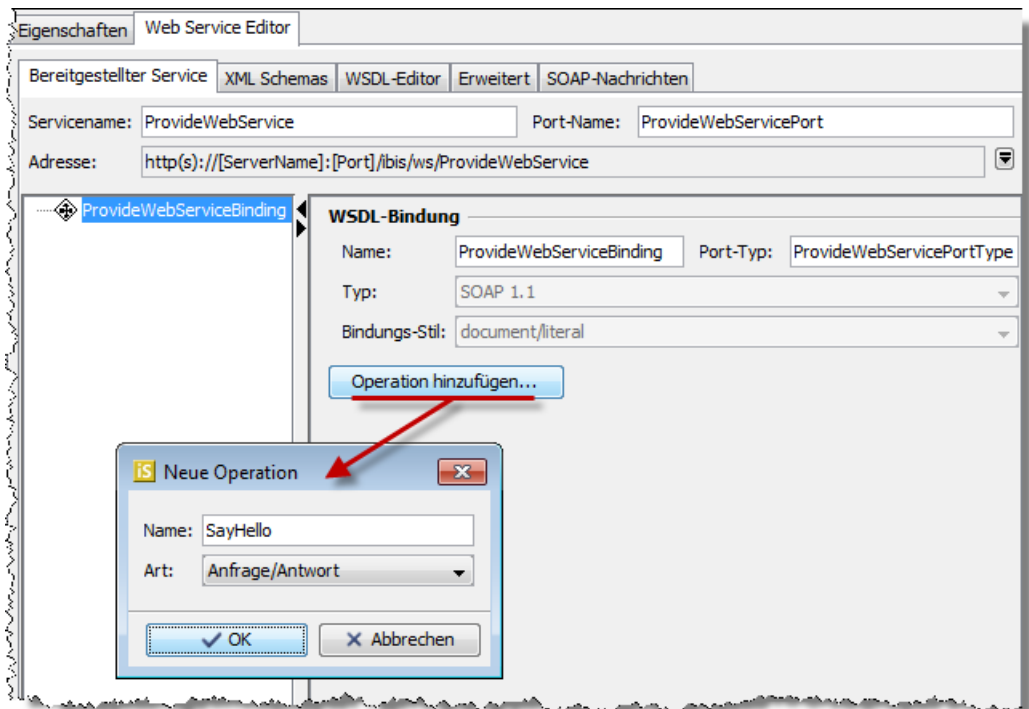 Eigenschaften Web Service Editor
Bereitgestellter Service XML Schemas WSDL-Editor Erweitert SOAP-Nachrichten
Servicename: ProvideWebService Port-Name: ProvideWebServicePort
Adresse: http(s)://[ServerName]:[Port]/ibis/ws/ProvideWebService
ProvideWebServiceBinding
WSDL-Bindung
Name: ProvideWebServiceBinding Port-Typ: ProvideWebServicePortType
Typ: SOAP 1.1
Bindungs-Stil: document/literal
Operation hinzufügen...
iS Neue Operation
Name: SayHello
Art: Anfrage/Antwort
OK Abbrechen